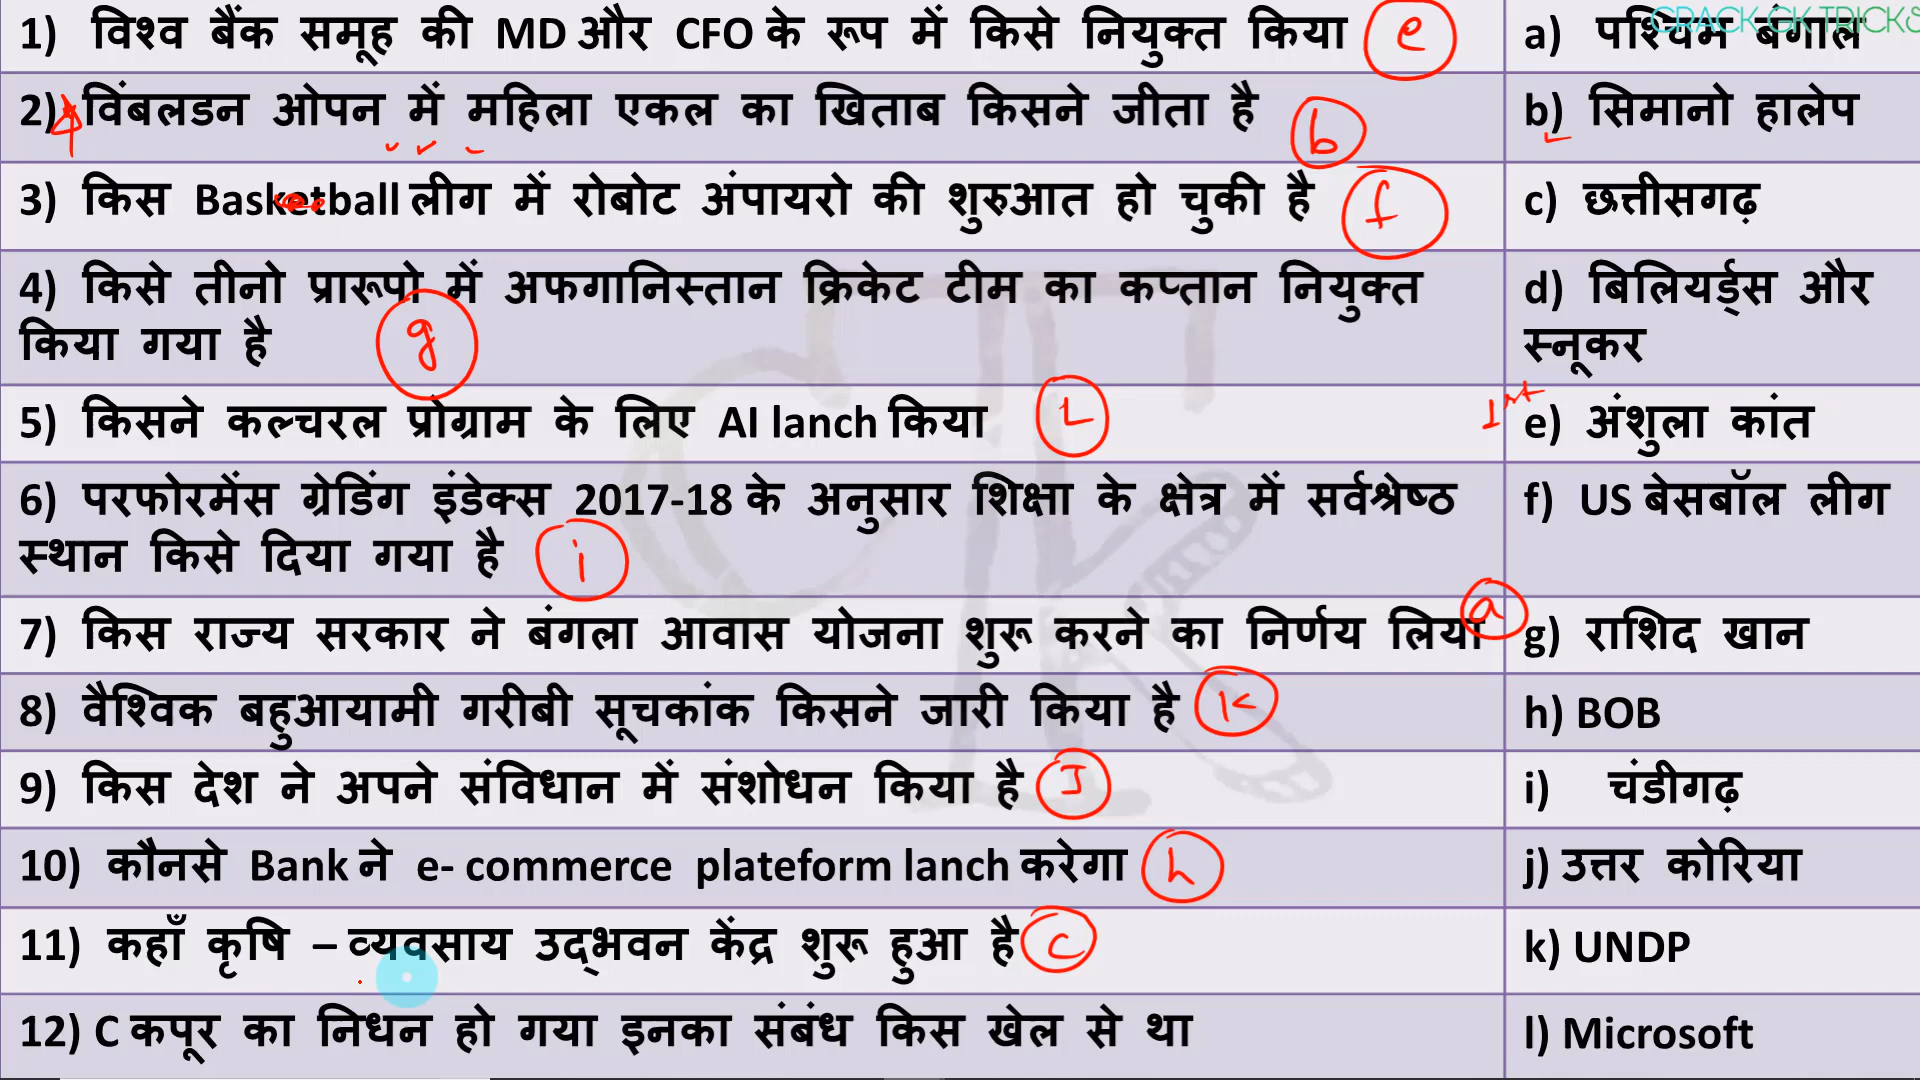 1) विश्व बैंक समूह की MD और CFO के रूप में किसे नियुक्त किया e
a) पश्चिम बंगाल
CRACK GK TRICKS
2) विंबलडन ओपन में महिला एकल का खिताब किसने जीता है b
b) सिमानो हालेप
3) किस Basketball लीग में रोबोट अंपायरो की शुरुआत हो चुकी है f
c) छत्तीसगढ़
4) किसे तीनो प्रारूपो में अफगानिस्तान क्रिकेट टीम का कप्तान नियुक्त
किया गया है g
d) बिलियर्ड्स और
स्नूकर
5) किसने कल्चरल प्रोग्राम के लिए AI lanch किया L
1st
e) अंशुला कांत
6) परफोरमेंस ग्रेडिंग इंडेक्स 2017-18 के अनुसार शिक्षा के क्षेत्र में सर्वश्रेष्ठ
स्थान किसे दिया गया है i
f) US बेसबॉल लीग
7) किस राज्य सरकार ने बंगला आवास योजना शुरू करने का निर्णय लिया a
g) राशिद खान
8) वैश्विक बहुआयामी गरीबी सूचकांक किसने जारी किया है K
h) BOB
9) किस देश ने अपने संविधान में संशोधन किया है J
i) चंडीगढ़
10) कौनसे Bank ने e- commerce plateform lanch करेगा h
j) उत्तर कोरिया
11) कहाँ कृषि – व्यवसाय उद्भवन केंद्र शुरू हुआ है C
k) UNDP
12) C कपूर का निधन हो गया इनका संबंध किस खेल से था
l) Microsoft